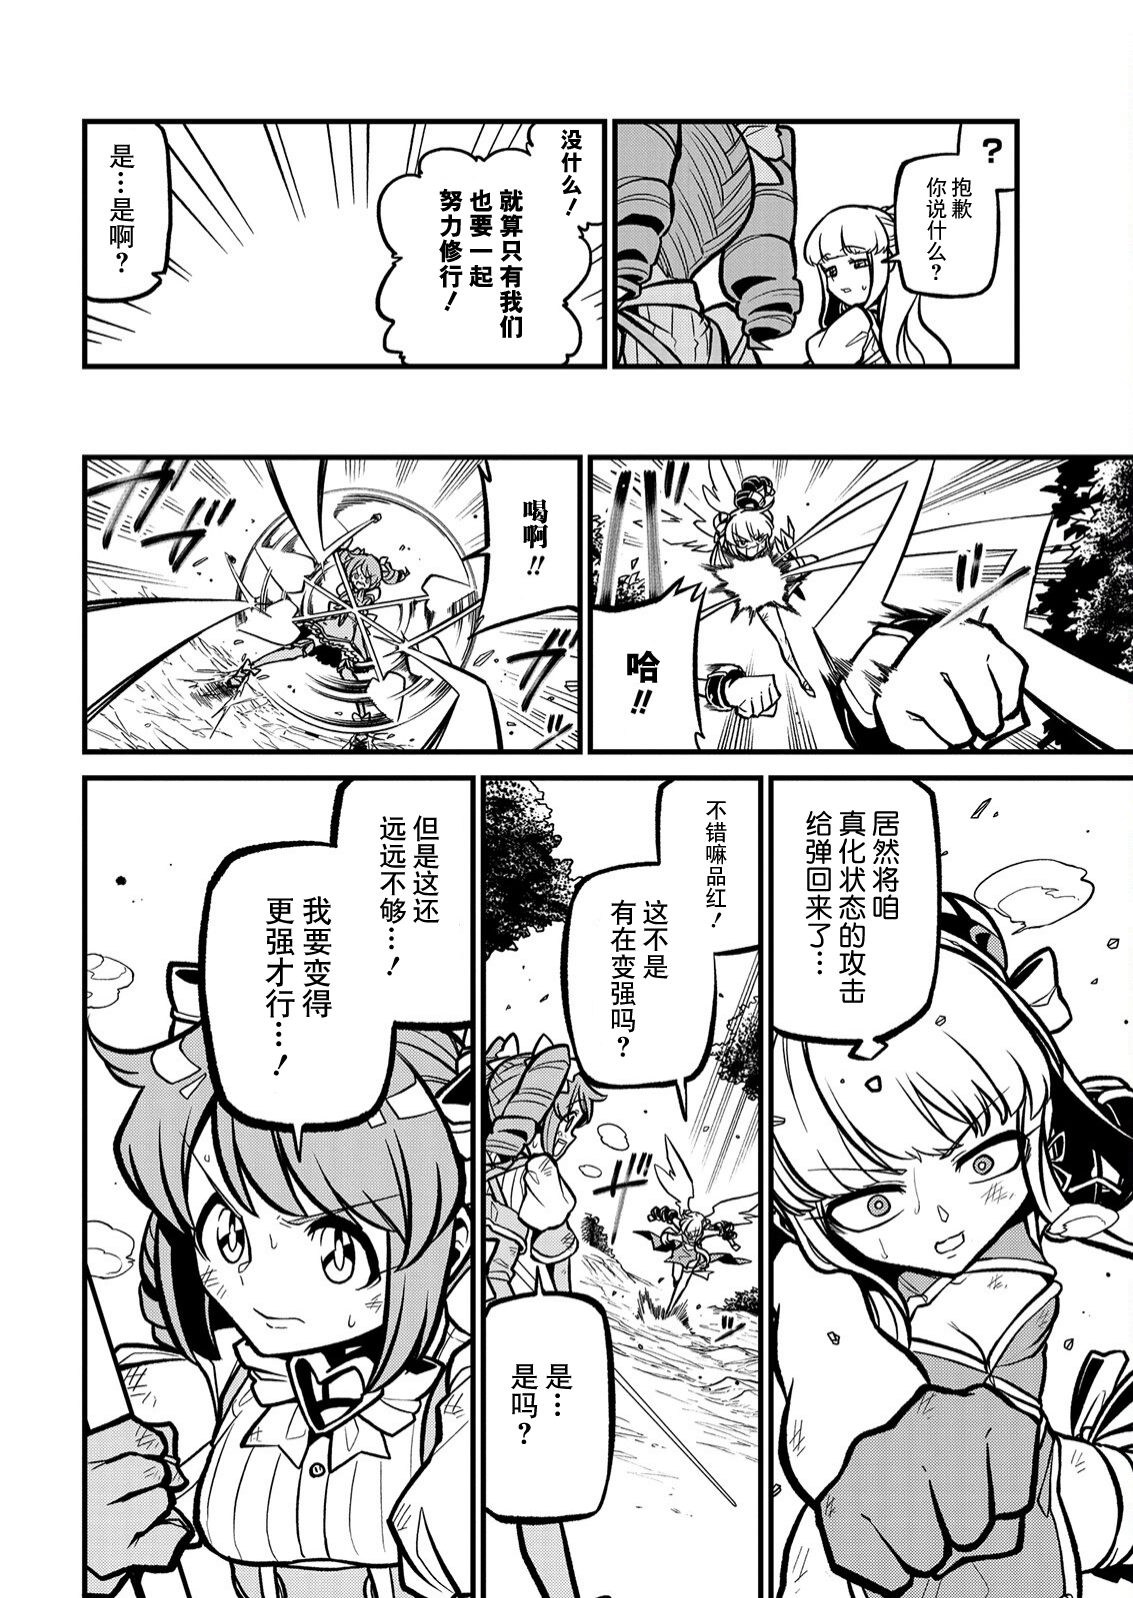 ？
抱歉
你说什么？
没什么！
就算只有我们
也要一起
努力修行！
是…是啊？
哈!!
喝啊!!
居然将咱
真化状态的攻击
给弹回来了…
不错嘛品红！
这不是
有在变强吗？
是…
是吗？
但是这还
远远不够…！
我要变得
更强才行…！